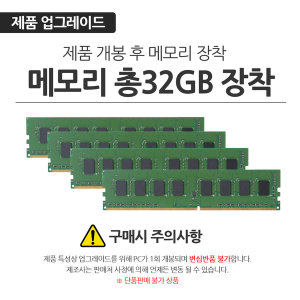 제품 업그레이드
제품 개봉 후 메모리 장착
메모리 총32GB 장착
구매시 주의사항
제품 특성상 업그레이드를 위해 PC가 1회 개봉되며 변심반품 불가합니다.
제조사는 판매처 사정에 의해 언제든 변동 될 수 있습니다.
※ 단품판매 불가 상품